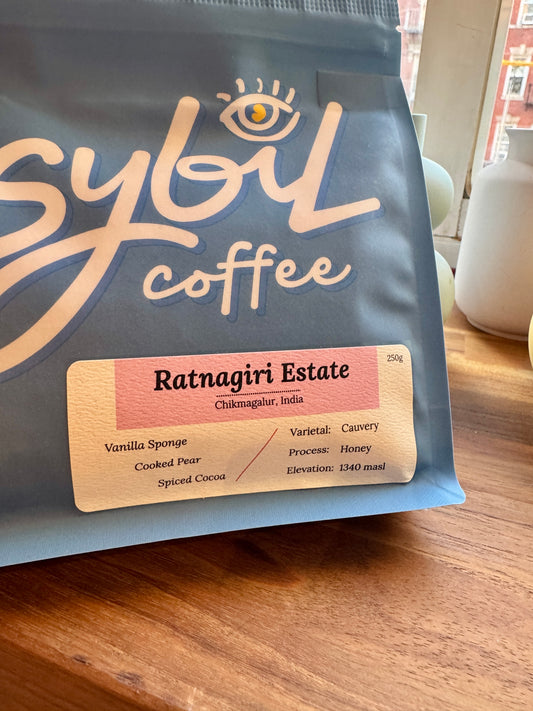 sybil
coffee
250g
Ratnagiri Estate
Chikmagalur, India
Vanilla Sponge
Cooked Pear
Spiced Cocoa
Varietal: Cauvery
Process: Honey
Elevation: 1340 masl